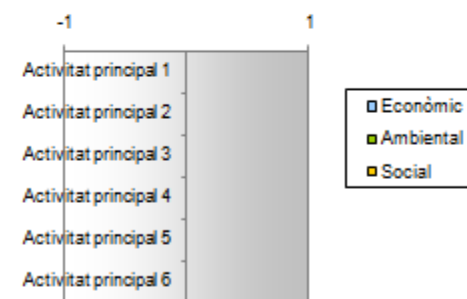 -1
1
Activitat principal 1
Activitat principal 2
Activitat principal 3
Activitat principal 4
Activitat principal 5
Activitat principal 6
Econòmic
Ambiental
Social